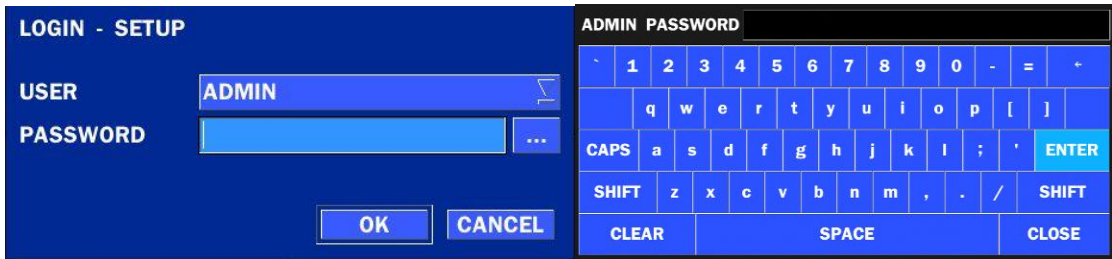 LOGIN - SETUP
USER ADMIN
PASSWORD ...
OK CANCEL
ADMIN PASSWORD
` 1 2 3 4 5 6 7 8 9 0 - = ←
q w e r t y u i o p [ ]
CAPS a s d f g h j k l ; ' ENTER
SHIFT z x c v b n m , . / SHIFT
CLEAR SPACE CLOSE